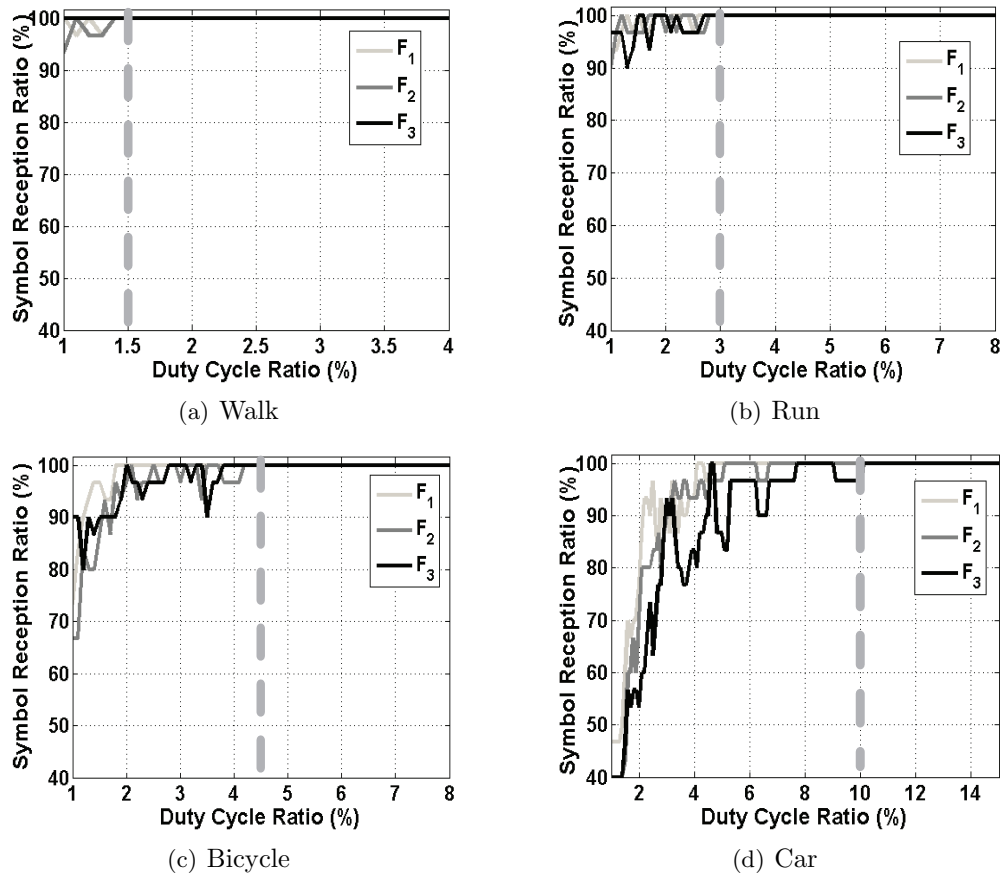 Symbol Reception Ratio (%)
100
90
80
70
60
50
40
F1
F2
F3
1 1.5 2 2.5 3 3.5 4
Duty Cycle Ratio (%)
(a) Walk
Symbol Reception Ratio (%)
100
90
80
70
60
50
40
F1
F2
F3
1 2 3 4 5 6 7 8
Duty Cycle Ratio (%)
(b) Run
Symbol Reception Ratio (%)
100
90
80
70
60
50
40
F1
F2
F3
1 2 3 4 5 6 7 8
Duty Cycle Ratio (%)
(c) Bicycle
Symbol Reception Ratio (%)
100
90
80
70
60
50
40
F1
F2
F3
2 4 6 8 10 12 14
Duty Cycle Ratio (%)
(d) Car